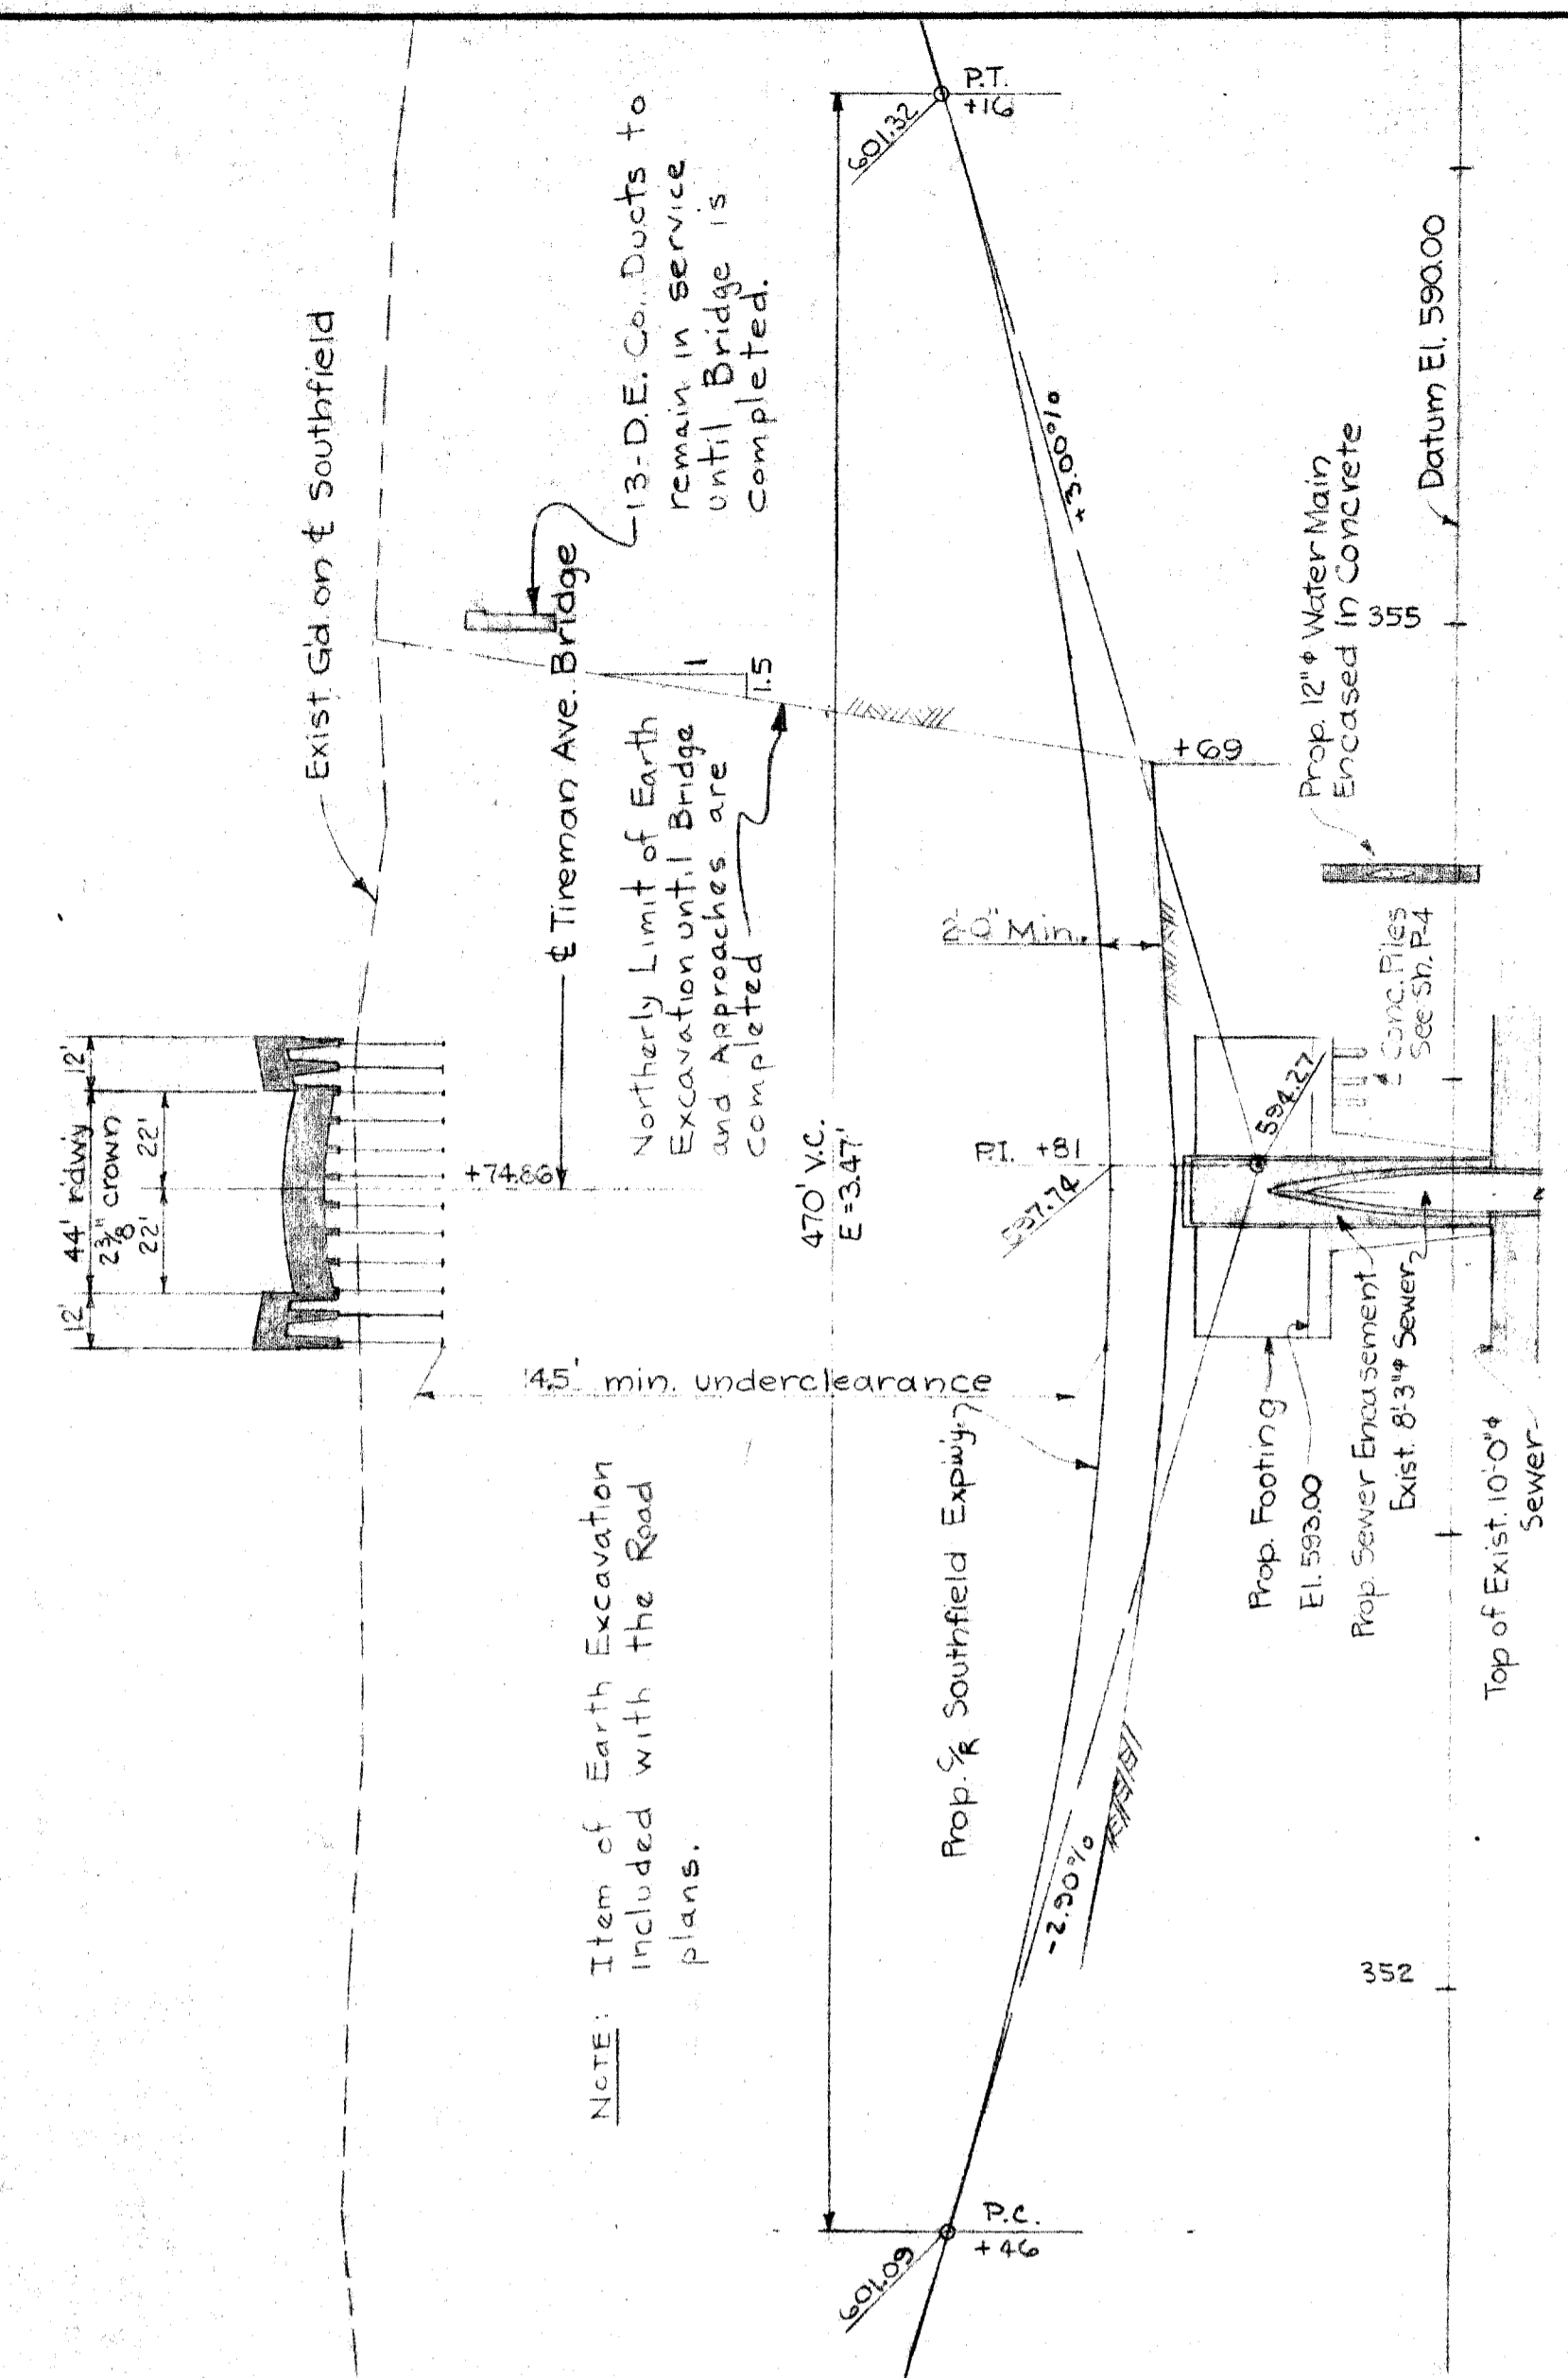 12'
44' rdwy
2 3/8" crown
22'
22'
12'
Exist. Gd. on ℄ Southfield
+74.86
℄ Tireman Ave. Bridge
13-D.E. Co. Ducts to
remain in service
until Bridge is
completed.
Northerly Limit of Earth
Excavation until Bridge
and Approaches are
completed
1
1.5
NOTE: Item of Earth Excavation
included with the Road
plans.
14.5' min. underclearance
470' V.C.
E = 3.47'
601.09
P.C.
+46
601.32
P.T.
+16
2'-0" Min.
P.I. +81
597.74
Prop. C/R Southfield Expwy.
-2.90%
+3.00%
+69
594.27
Prop. Footing
El. 593.00
Prop. Sewer Encasement
Exist. 8'-3"φ Sewer
Conc. Piles
See Sh. P.4
Prop. 12"φ Water Main
Encased in Concrete
352
355
Datum El. 590.00
Top of Exist. 10'-0"φ
Sewer